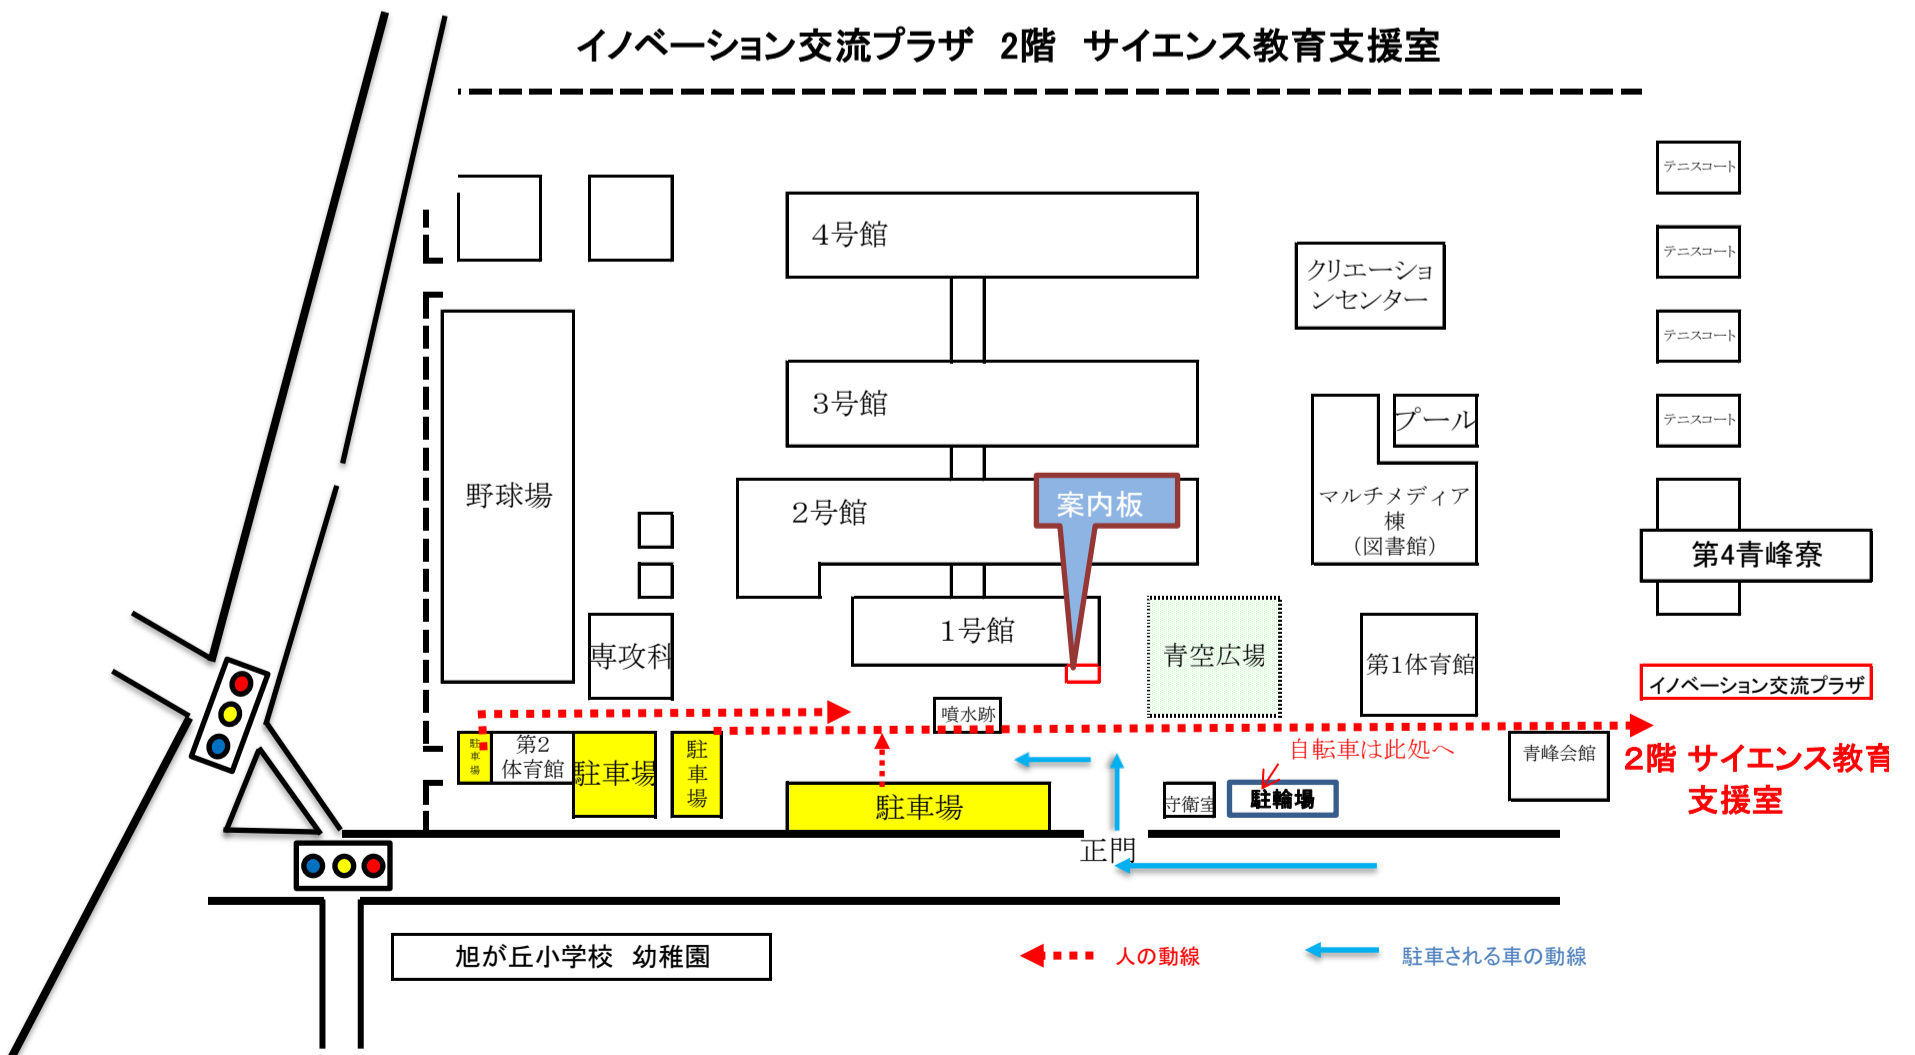 イノベーション交流プラザ　2階　サイエンス教育支援室
テニスコート
4号館
テニスコート
クリエーショ
ンセンター
テニスコート
3号館
プール
テニスコート
野球場
2号館
案内板
マルチメディア
棟
(図書館)
第4青峰寮
1号館
専攻科
青空広場
第1体育館
イノベーション交流プラザ
噴水跡
駐車場
第2
体育館
駐車場
駐車場
自転車は此処へ
青峰会館
2階 サイエンス教育
支援室
駐車場
守衛室
駐輪場
正門
旭が丘小学校　幼稚園
人の動線
駐車される車の動線